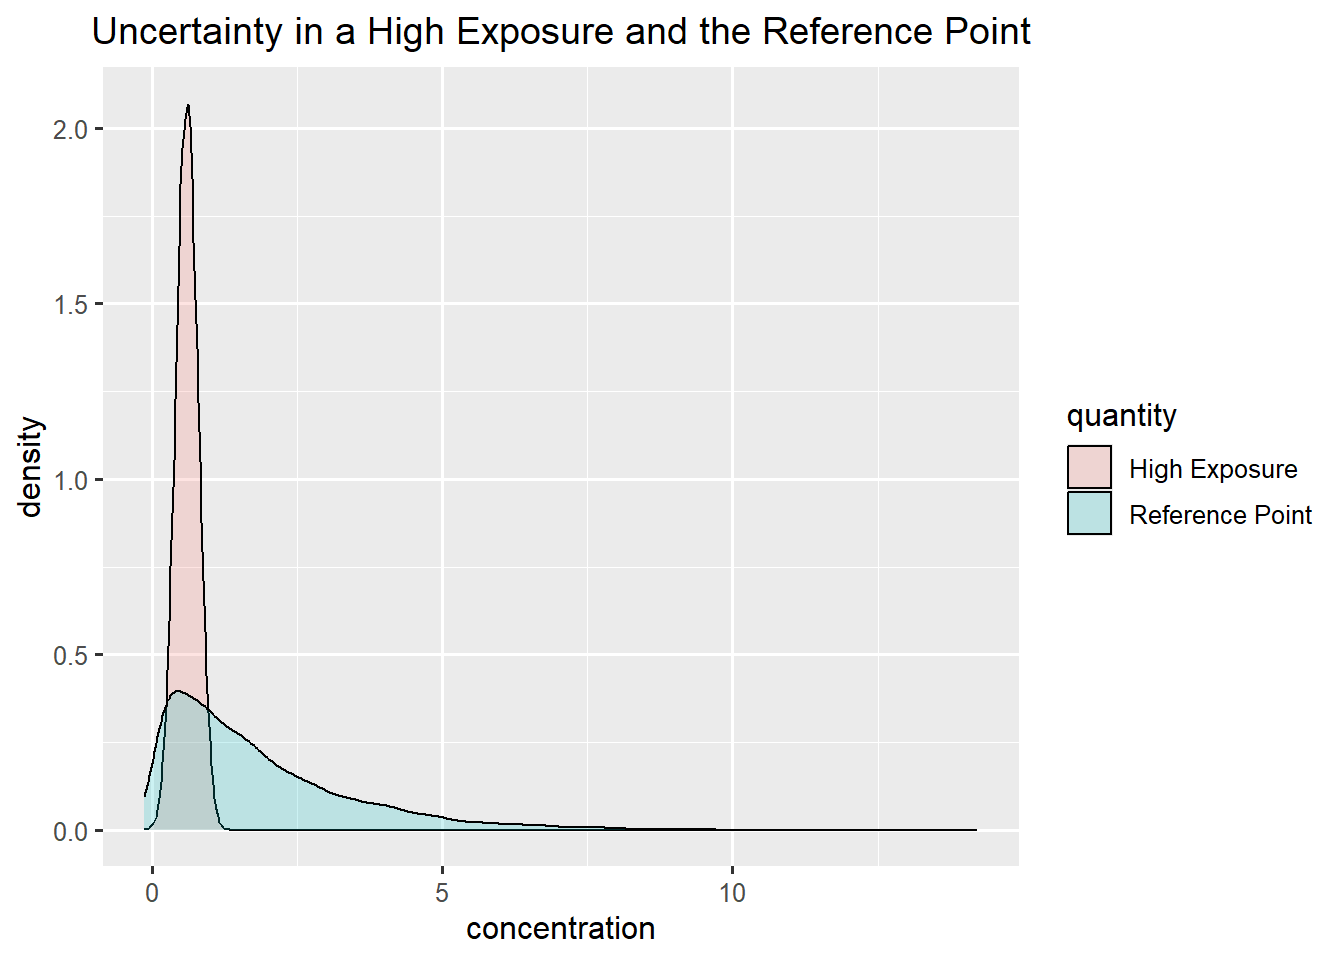 Uncertainty in a High Exposure and the Reference Point
density
2.0
1.5
1.0
0.5
0.0
0
5
10
concentration
quantity
High Exposure
Reference Point